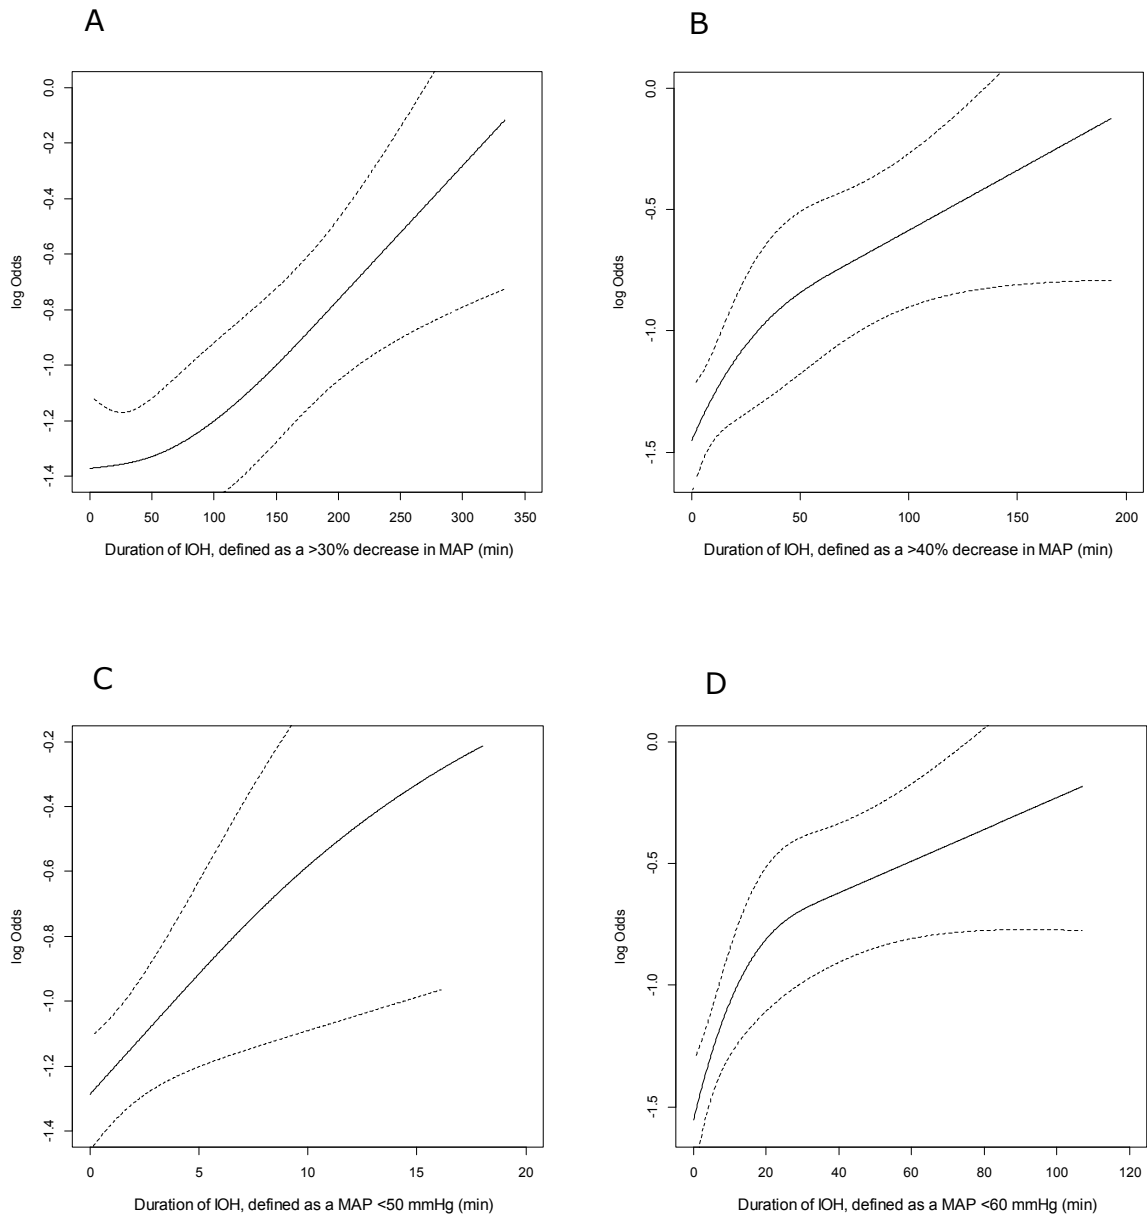 A
B
0.0
-0.2
-0.4
-0.6
-0.8
-1.0
-1.2
-1.4
log Odds
0 50 100 150 200 250 300 350
Duration of IOH, defined as a >30% decrease in MAP (min)
0.0
-0.5
-1.0
-1.5
log Odds
0 50 100 150 200
Duration of IOH, defined as a >40% decrease in MAP (min)
C
D
-0.2
-0.4
-0.6
-0.8
-1.0
-1.2
-1.4
log Odds
0 5 10 15 20
Duration of IOH, defined as a MAP <50 mmHg (min)
0.0
-0.5
-1.0
-1.5
log Odds
0 20 40 60 80 100 120
Duration of IOH, defined as a MAP <60 mmHg (min)